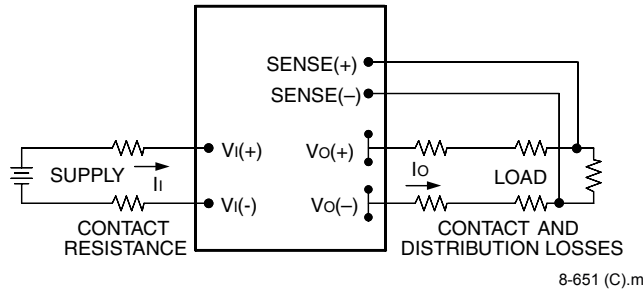 SENSE(+)
SENSE(–)
VI(+)
VO(+)
IO
SUPPLY
II
LOAD
VI(-)
VO(–)
CONTACT
RESISTANCE
CONTACT AND
DISTRIBUTION LOSSES
8-651 (C).m